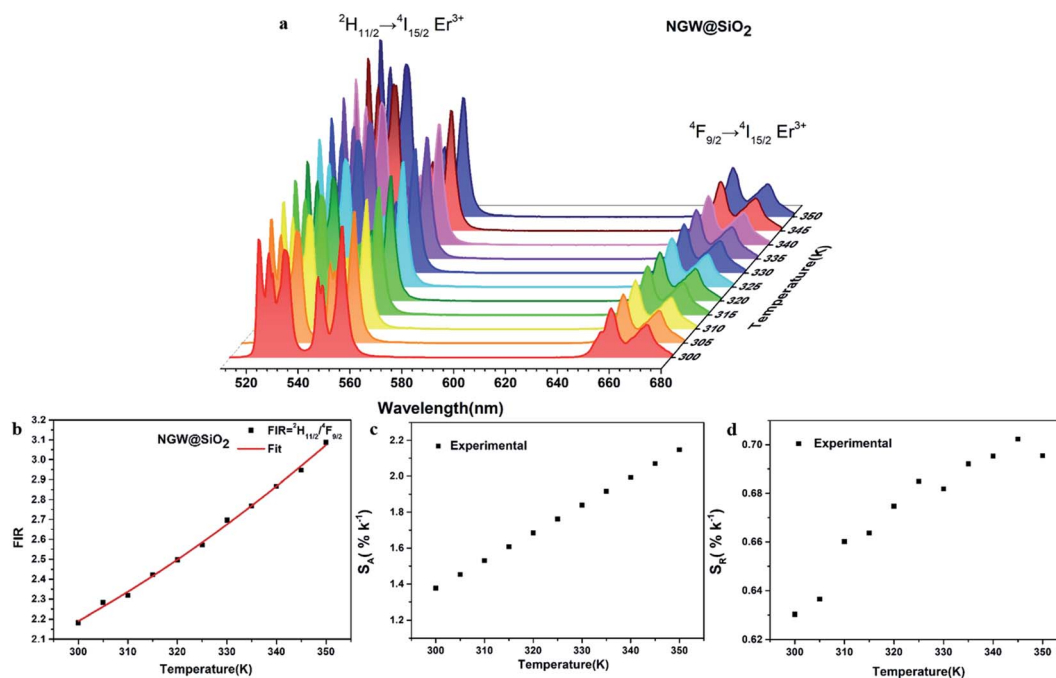 a
²H₁₁/₂→⁴I₁₅/₂ Er³⁺
NGW@SiO₂
⁴F₉/₂→⁴I₁₅/₂ Er³⁺
350
345
340
335
330
325
320
315
310
305
300
Temperature(K)
520 540 560 580 600 620 640 660 680
Wavelength(nm)
b
NGW@SiO₂
FIR=²H₁₁/₂/⁴F₉/₂
Fit
3.2
3.1
3.0
2.9
2.8
2.7
2.6
2.5
2.4
2.3
2.2
2.1
FIR
300 310 320 330 340 350
Temperature(K)
c
Experimental
2.2
2.0
1.8
1.6
1.4
1.2
S_A( % k⁻¹)
300 310 320 330 340 350
Temperature(K)
d
Experimental
0.70
0.68
0.66
0.64
0.62
S_R( % k⁻¹)
300 310 320 330 340 350
Temperature(K)